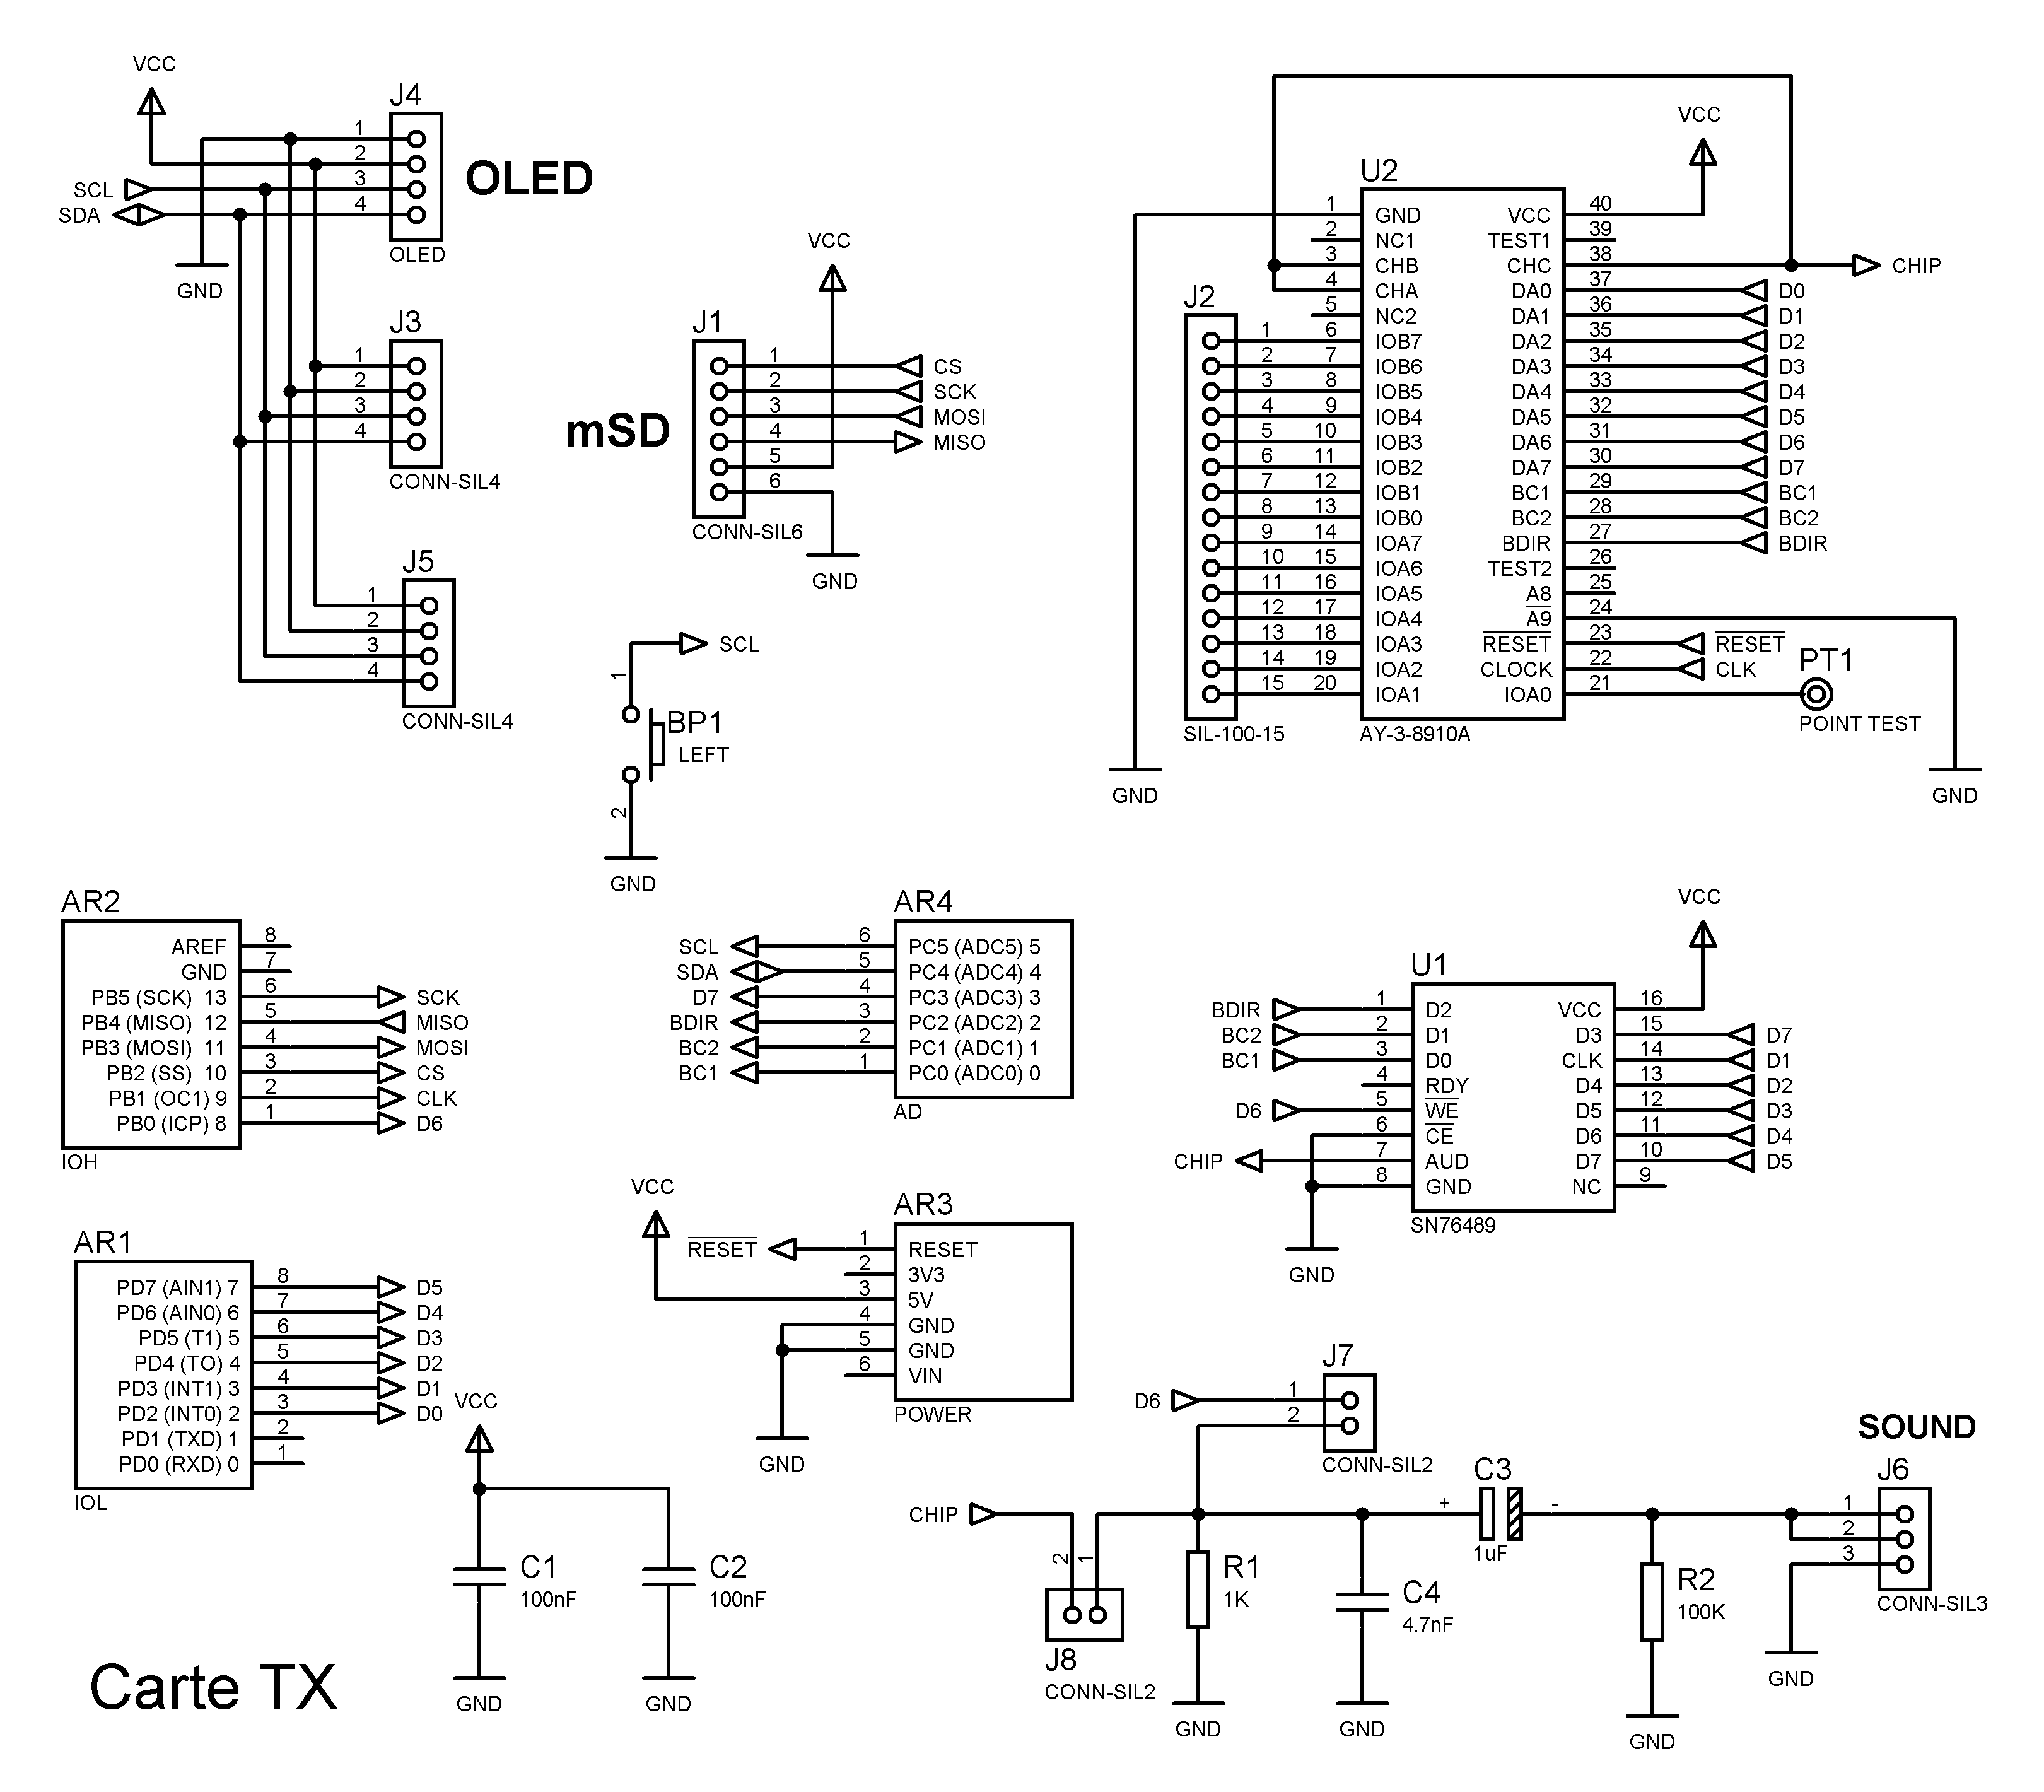 VCC
J4
1
2
3
4
SCL
SDA
OLED
OLED
GND
J3
1
2
3
4
CONN-SIL4
J5
1
2
3
4
CONN-SIL4
VCC
J1
1 CS
2 SCK
3 MOSI
4 MISO
5
6
mSD
CONN-SIL6
GND
SCL
1
BP1
LEFT
2
GND
VCC
U2
1 GND VCC 40
2 NC1 TEST1 39
3 CHB CHC 38 CHIP
4 CHA DA0 37 D0
5 NC2 DA1 36 D1
J2
1 6 IOB7 DA2 35 D2
2 7 IOB6 DA3 34 D3
3 8 IOB5 DA4 33 D4
4 9 IOB4 DA5 32 D5
5 10 IOB3 DA6 31 D6
6 11 IOB2 DA7 30 D7
7 12 IOB1 BC1 29 BC1
8 13 IOB0 BC2 28 BC2
9 14 IOA7 BDIR 27 BDIR
10 15 IOA6 TEST2 26
11 16 IOA5 A8 25
12 17 IOA4 A9 24
13 18 IOA3 RESET 23 RESET
14 19 IOA2 CLOCK 22 CLK
15 20 IOA1 IOA0 21
PT1
POINT TEST
SIL-100-15
AY-3-8910A
GND
GND
AR2
AREF 8
GND 7
PB5 (SCK) 13 6 SCK
PB4 (MISO) 12 5 MISO
PB3 (MOSI) 11 4 MOSI
PB2 (SS) 10 3 CS
PB1 (OC1) 9 2 CLK
PB0 (ICP) 8 1 D6
IOH
AR4
SCL 6 PC5 (ADC5) 5
SDA 5 PC4 (ADC4) 4
D7 4 PC3 (ADC3) 3
BDIR 3 PC2 (ADC2) 2
BC2 2 PC1 (ADC1) 1
BC1 1 PC0 (ADC0) 0
AD
VCC
U1
BDIR 1 D2 VCC 16
BC2 2 D1 D3 15 D7
BC1 3 D0 CLK 14 D1
4 RDY D4 13 D2
D6 5 WE D5 12 D3
6 CE D6 11 D4
CHIP 7 AUD D7 10 D5
8 GND NC 9
SN76489
GND
AR1
PD7 (AIN1) 7 8 D5
PD6 (AIN0) 6 7 D4
PD5 (T1) 5 6 D3
PD4 (TO) 4 5 D2
PD3 (INT1) 3 4 D1
PD2 (INT0) 2 3 D0
PD1 (TXD) 1 2
PD0 (RXD) 0 1
IOL
VCC
AR3
RESET 1 RESET
2 3V3
3 5V
4 GND
5 GND
6 VIN
POWER
GND
VCC
C1
100nF
C2
100nF
GND
GND
J7
D6 1
2
CONN-SIL2
CHIP
2
1
J8
CONN-SIL2
R1
1K
GND
C4
4.7nF
GND
C3
+ -
1uF
R2
100K
GND
SOUND
J6
1
2
3
CONN-SIL3
GND
Carte TX